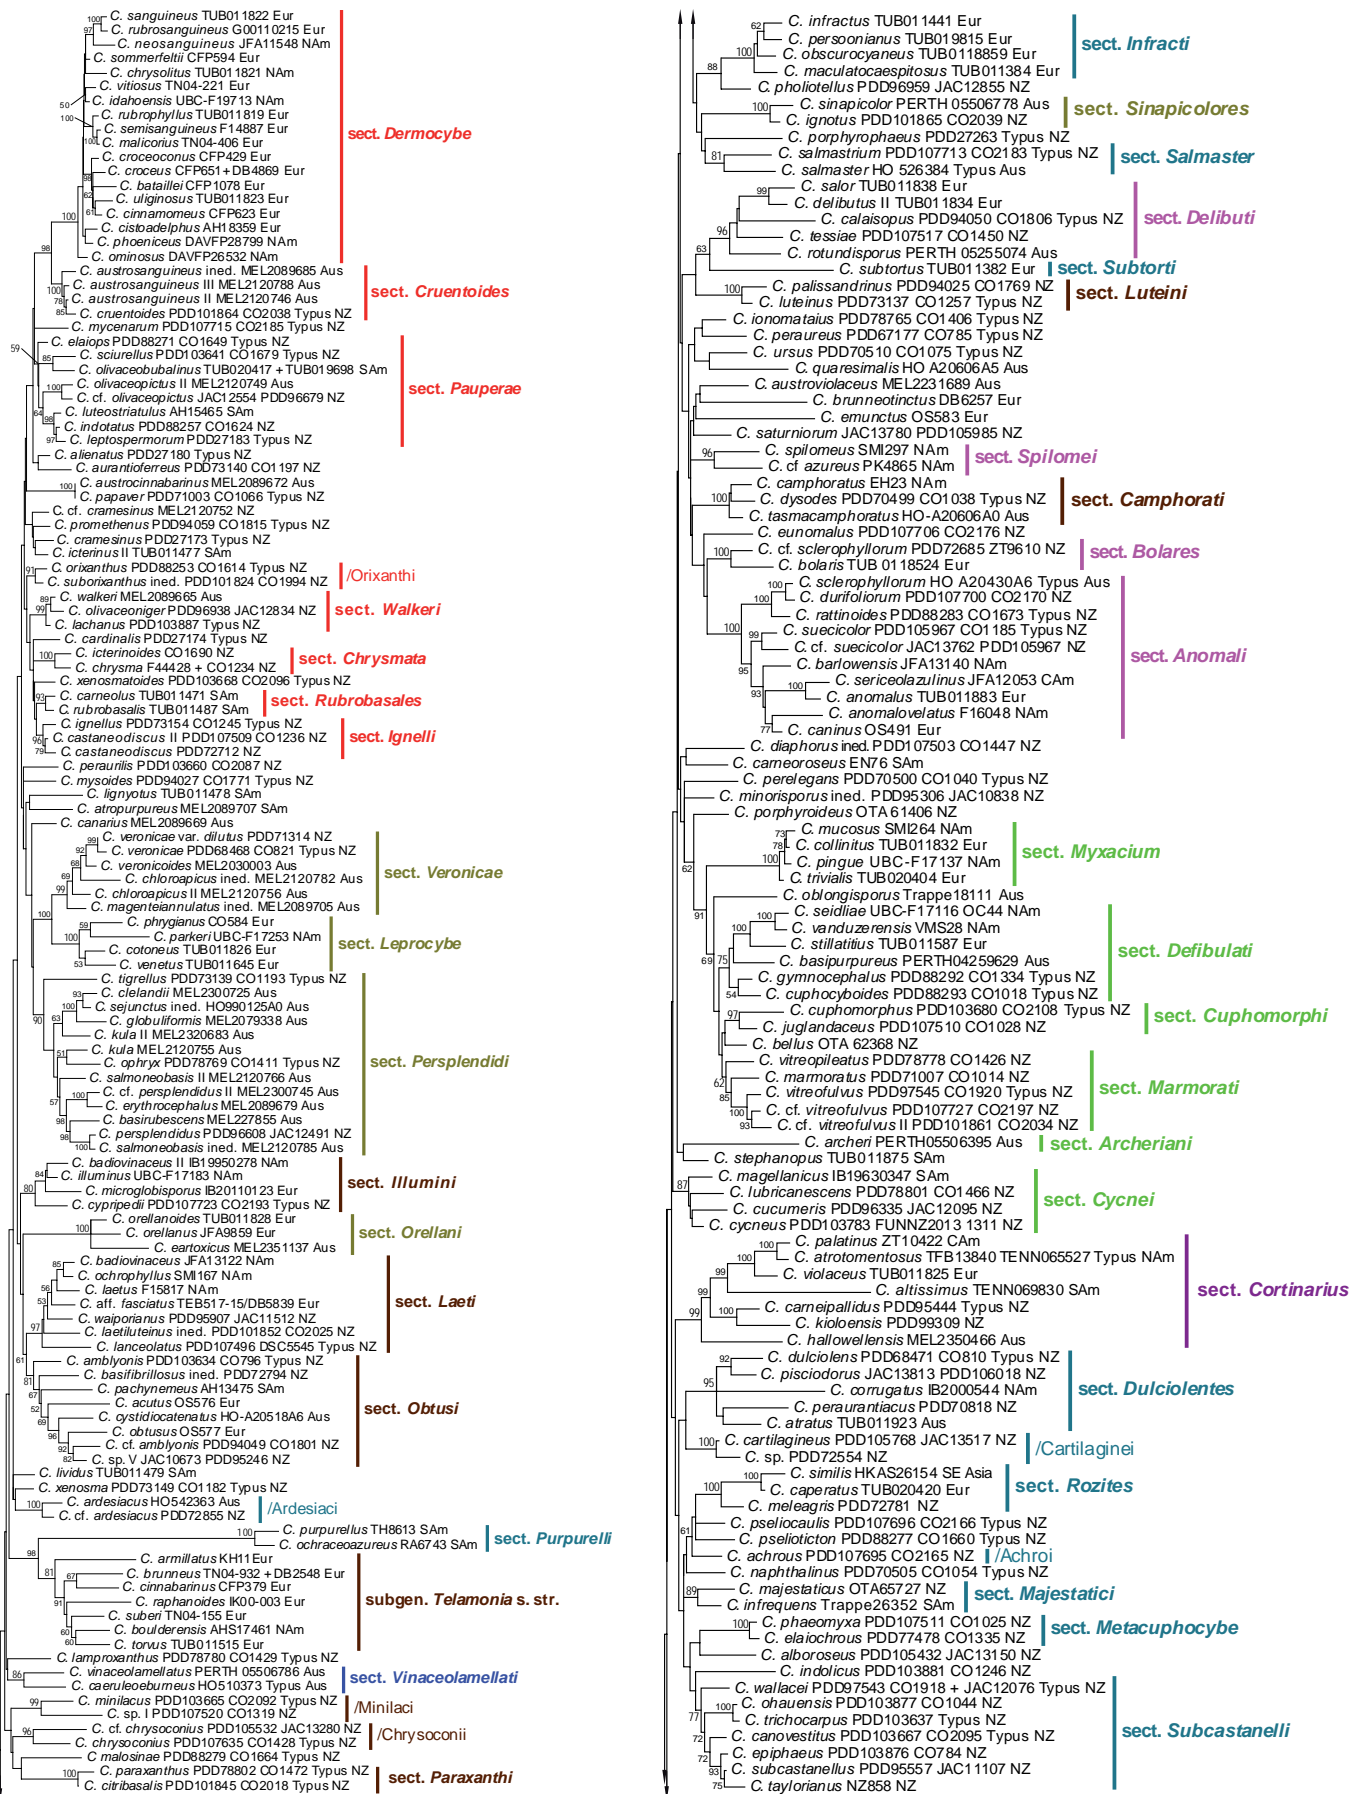 C. sanguineus TUB011822 Eur
C. rubrosanguineus G00110215 Eur
C. neosanguineus JFA11548 NAm
C. sommerfeltii CFP594 Eur
C. chrysolitus TUB011821 NAm
C. vitiosus TN04-221 Eur
C. idahoensis UBC-F19713 NAm
C. rubrophyllus TUB011819 Eur
C. semisanguineus F14887 Eur
C. malicorius TN04-406 Eur
C. croceoconus CFP429 Eur
C. croceus CFP651+DB4869 Eur
C. bataillei CFP1078 Eur
C. uliginosus TUB011823 Eur
C. cinnamomeus CFP623 Eur
C. cistoadelphus AH18359 Eur
C. phoeniceus DAVFP28799 NAm
C. ominosus DAVFP26532 NAm
sect. Dermocybe
C. austrosanguineus ined. MEL2089685 Aus
C. austrosanguineus III MEL2120788 Aus
C. austrosanguineus II MEL2120746 Aus
C. cruentoides PDD101864 CO2038 Typus NZ
sect. Cruentoides
C. mycenarum PDD107715 CO2185 Typus NZ
C. elaiops PDD88271 CO1649 Typus NZ
C. sciurellus PDD103641 CO1679 Typus NZ
C. olivaceobubalinus TUB020417 + TUB019698 SAm
C. olivaceopictus II MEL2120749 Aus
C. cf. olivaceopictus JAC12554 PDD96679 NZ
C. luteostriatulus AH15465 SAm
C. indotatus PDD88257 CO1624 NZ
C. leptospermorum PDD27183 Typus NZ
sect. Pauperae
C. alienatus PDD27180 Typus NZ
C. aurantioferreus PDD73140 CO1197 NZ
C. austrocinnabarinus MEL2089672 Aus
C. papaver PDD71003 CO1066 Typus NZ
C. cf. cramesinus MEL2120752 NZ
C. promethenus PDD94059 CO1815 Typus NZ
C. cramesinus PDD27173 Typus NZ
C. icterinus II TUB011477 SAm
C. orixanthus PDD88253 CO1614 Typus NZ
C. suborixanthus ined. PDD101824 CO1994 NZ
/Orixanthi
C. walkeri MEL2089665 Aus
C. olivaceoniger PDD96938 JAC12834 NZ
C. lachanus PDD103887 Typus NZ
sect. Walkeri
C. cardinalis PDD27174 Typus NZ
C. icterinoides CO1690 NZ
C. chrysma F44428 + CO1234 NZ
sect. Chrysmata
C. xenosmatoides PDD103668 CO2096 Typus NZ
C. carneolus TUB011471 SAm
C. rubrobasalis TUB011487 SAm
sect. Rubrobasales
C. ignellus PDD73154 CO1245 Typus NZ
C. castaneodiscus II PDD107509 CO1236 NZ
C. castaneodiscus PDD72712 NZ
sect. Ignelli
C. peraurilis PDD103660 CO2087 NZ
C. mysoides PDD94027 CO1771 Typus NZ
C. lignyotus TUB011478 SAm
C. atropurpureus MEL2089707 SAm
C. canarius MEL2089669 Aus
C. veronicae var. dilutus PDD71314 NZ
C. veronicae PDD68468 CO821 Typus NZ
C. veronicoides MEL2030003 Aus
C. chloroapicus ined. MEL2120782 Aus
C. chloroapicus II MEL2120756 Aus
C. magenteiannulatus ined. MEL2089705 Aus
sect. Veronicae
C. phrygianus CO584 Eur
C. parkeri UBC-F17253 NAm
C. cotoneus TUB011826 Eur
C. venetus TUB011645 Eur
sect. Leprocybe
C. tigrellus PDD73139 CO1193 Typus NZ
C. clelandii MEL2300725 Aus
C. sejunctus ined. HO990125A0 Aus
C. globuliformis MEL2079338 Aus
C. kula II MEL2320683 Aus
C. kula MEL2120755 Aus
C. ophryx PDD78769 CO1411 Typus NZ
C. salmoneobasis II MEL2120766 Aus
C. cf. persplendidus II MEL2300745 Aus
C. erythrocephalus MEL2089679 Aus
C. basirubescens MEL227855 Aus
C. persplendidus PDD96608 JAC12491 NZ
C. salmoneobasis ined. MEL2120785 Aus
sect. Persplendidi
C. badiovinaceus II IB19950278 NAm
C. illuminus UBC-F17183 NAm
C. microglobisporus IB20110123 Eur
C. cypripedii PDD107723 CO2193 Typus NZ
sect. Illumini
C. orellanoides TUB011828 Eur
C. orellanus JFA9859 Eur
C. eartoxicus MEL2351137 Aus
sect. Orellani
C. badiovinaceus JFA13122 NAm
C. ochrophyllus SMI167 NAm
C. laetus F15817 NAm
C. aff. fasciatus TEB517-15/DB5839 Eur
C. waiporianus PDD95907 JAC11512 NZ
C. laetiluteinus ined. PDD101852 CO2025 NZ
C. lanceolatus PDD107496 DSC5545 Typus NZ
sect. Laeti
C. amblyonis PDD103634 CO796 Typus NZ
C. basifibrillosus ined. PDD72794 NZ
C. pachynemeus AH13475 SAm
C. acutus OS576 Eur
C. cystidiocatenatus HO-A20518A6 Aus
C. obtusus OS577 Eur
C. cf. amblyonis PDD94049 CO1801 NZ
C. sp. V JAC10673 PDD95246 NZ
sect. Obtusi
C. lividus TUB011479 SAm
C. xenosma PDD73149 CO1182 Typus NZ
C. ardesiacus HO542363 Aus
C. cf. ardesiacus PDD72855 NZ
/Ardesiaci
C. purpurellus TH8613 SAm
C. ochraceoazureus RA6743 SAm
sect. Purpurelli
C. armillatus KH11Eur
C. brunneus TN04-932 + DB2548 Eur
C. cinnabarinus CFP379 Eur
C. raphanoides IK00-003 Eur
C. suberi TN04-155 Eur
C. boulderensis AHS17461 NAm
C. torvus TUB011515 Eur
subgen. Telamonia s. str.
C. lamproxanthus PDD78780 CO1429 Typus NZ
C. vinaceolamellatus PERTH 05506786 Aus
C. caeruleoeburneus HO510373 Typus Aus
sect. Vinaceolamellati
C. minilacus PDD103665 CO2092 Typus NZ
C. sp. I PDD107520 CO1319 NZ
/Minilaci
C. cf. chrysoconius PDD105532 JAC13280 NZ
C. chrysoconius PDD107635 CO1428 Typus NZ
/Chrysoconii
C. malosinae PDD88279 CO1664 Typus NZ
C. paraxanthus PDD78802 CO1472 Typus NZ
C. citribasalis PDD101845 CO2018 Typus NZ
sect. Paraxanthi
C. infractus TUB011441 Eur
C. persoonianus TUB019815 Eur
C. obscurocyaneus TUB0118859 Eur
C. maculatocaespitosus TUB011384 Eur
sect. Infracti
C. pholiotellus PDD96959 JAC12855 NZ
C. sinapicolor PERTH 05506778 Aus
C. ignotus PDD101865 CO2039 NZ
sect. Sinapicolores
C. porphyrophaeus PDD27263 Typus NZ
C. salmastrium PDD107713 CO2183 Typus NZ
C. salmaster HO 526384 Typus Aus
sect. Salmaster
C. salor TUB011838 Eur
C. delibutus II TUB011834 Eur
C. calaisopus PDD94050 CO1806 Typus NZ
C. tessiae PDD107517 CO1450 NZ
C. rotundisporus PERTH 05255074 Aus
sect. Delibuti
C. subtortus TUB011382 Eur
sect. Subtorti
C. palissandrinus PDD94025 CO1769 NZ
C. luteinus PDD73137 CO1257 Typus NZ
sect. Luteini
C. ionomataius PDD78765 CO1406 Typus NZ
C. peraureus PDD67177 CO785 Typus NZ
C. ursus PDD70510 CO1075 Typus NZ
C. quaresimalis HO A20606A5 Aus
C. austroviolaceus MEL2231689 Aus
C. brunneotinctus DB6257 Eur
C. emunctus OS583 Eur
C. saturniorum JAC13780 PDD105985 NZ
C. spilomeus SMI297 NAm
C. cf azureus PK4865 NAm
sect. Spilomei
C. camphoratus EH23 NAm
C. dysodes PDD70499 CO1038 Typus NZ
C. tasmacamphoratus HO-A20606A0 Aus
sect. Camphorati
C. eunomalus PDD107706 CO2176 NZ
C. cf. sclerophyllorum PDD72685 ZT9610 NZ
C. bolaris TUB 0118524 Eur
sect. Bolares
C. sclerophyllorum HO A20430A6 Typus Aus
C. durifoliorum PDD107700 CO2170 NZ
C. rattinoides PDD88283 CO1673 Typus NZ
C. suecicolor PDD105967 CO1185 Typus NZ
C. cf. suecicolor JAC13762 PDD105967 NZ
C. barlowensis JFA13140 NAm
C. sericeolazulinus JFA12053 CAm
C. anomalus TUB011883 Eur
C. anomalovelatus F16048 NAm
C. caninus OS491 Eur
sect. Anomali
C. diaphorus ined. PDD107503 CO1447 NZ
C. carneoroseus EN76 SAm
C. perelegans PDD70500 CO1040 Typus NZ
C. minorisporus ined. PDD95306 JAC10838 NZ
C. porphyroideus OTA 61406 NZ
C. mucosus SMI264 NAm
C. collinitus TUB011832 Eur
C. pingue UBC-F17137 NAm
C. trivialis TUB020404 Eur
sect. Myxacium
C. oblongisporus Trappe18111 Aus
C. seidliae UBC-F17116 OC44 NAm
C. vanduzerensis VMS28 NAm
C. stillatitius TUB011587 Eur
C. basipurpureus PERTH04259629 Aus
C. gymnocephalus PDD88292 CO1334 Typus NZ
C. cuphocyboides PDD88293 CO1018 Typus NZ
sect. Defibulati
C. cuphomorphus PDD103680 CO2108 Typus NZ
C. juglandaceus PDD107510 CO1028 NZ
sect. Cuphomorphi
C. bellus OTA 62368 NZ
C. vitreopileatus PDD78778 CO1426 NZ
C. marmoratus PDD71007 CO1014 NZ
C. vitreofulvus PDD97545 CO1920 Typus NZ
C. cf. vitreofulvus PDD107727 CO2197 NZ
C. cf. vitreofulvus II PDD101861 CO2034 NZ
sect. Marmorati
C. archeri PERTH05506395 Aus
sect. Archeriani
C. stephanopus TUB011875 SAm
C. magellanicus IB19630347 SAm
C. lubricanescens PDD78801 CO1466 NZ
C. cucumeris PDD96335 JAC12095 NZ
C. cycneus PDD103783 FUNNZ2013 1311 NZ
sect. Cycnei
C. palatinus ZT10422 CAm
C. atrotomentosus TFB13840 TENN065527 Typus NAm
C. violaceus TUB011825 Eur
C. altissimus TENN069830 SAm
C. carneipallidus PDD95444 Typus NZ
C. kioloensis PDD99309 NZ
C. hallowellensis MEL2350466 Aus
sect. Cortinarius
C. dulciolens PDD68471 CO810 Typus NZ
C. pisciodorus JAC13813 PDD106018 NZ
C. corrugatus IB2000544 NAm
C. peraurantiacus PDD70818 NZ
C. atratus TUB011923 Aus
sect. Dulciolentes
C. cartilagineus PDD105768 JAC13517 NZ
C. sp. PDD72554 NZ
/Cartilaginei
C. similis HKAS26154 SE Asia
C. caperatus TUB020420 Eur
C. meleagris PDD72781 NZ
sect. Rozites
C. pseliocaulis PDD107696 CO2166 Typus NZ
C. pselioticton PDD88277 CO1660 Typus NZ
C. achrous PDD107695 CO2165 NZ
/Achroi
C. naphthalinus PDD70505 CO1054 Typus NZ
C. majestaticus OTA65727 NZ
C. infrequens Trappe26352 SAm
sect. Majestatici
C. phaeomyxa PDD107511 CO1025 NZ
C. elaiochrous PDD77478 CO1335 NZ
sect. Metacuphocybe
C. alboroseus PDD105432 JAC13150 NZ
C. indolicus PDD103881 CO1246 NZ
C. wallacei PDD97543 CO1918 + JAC12076 Typus NZ
C. ohauensis PDD103877 CO1044 NZ
C. trichocarpus PDD103637 Typus NZ
C. canovestitus PDD103667 CO2095 Typus NZ
C. epiphaeus PDD103876 CO784 NZ
C. subcastanellus PDD95557 JAC11107 NZ
C. taylorianus NZ858 NZ
sect. Subcastanelli